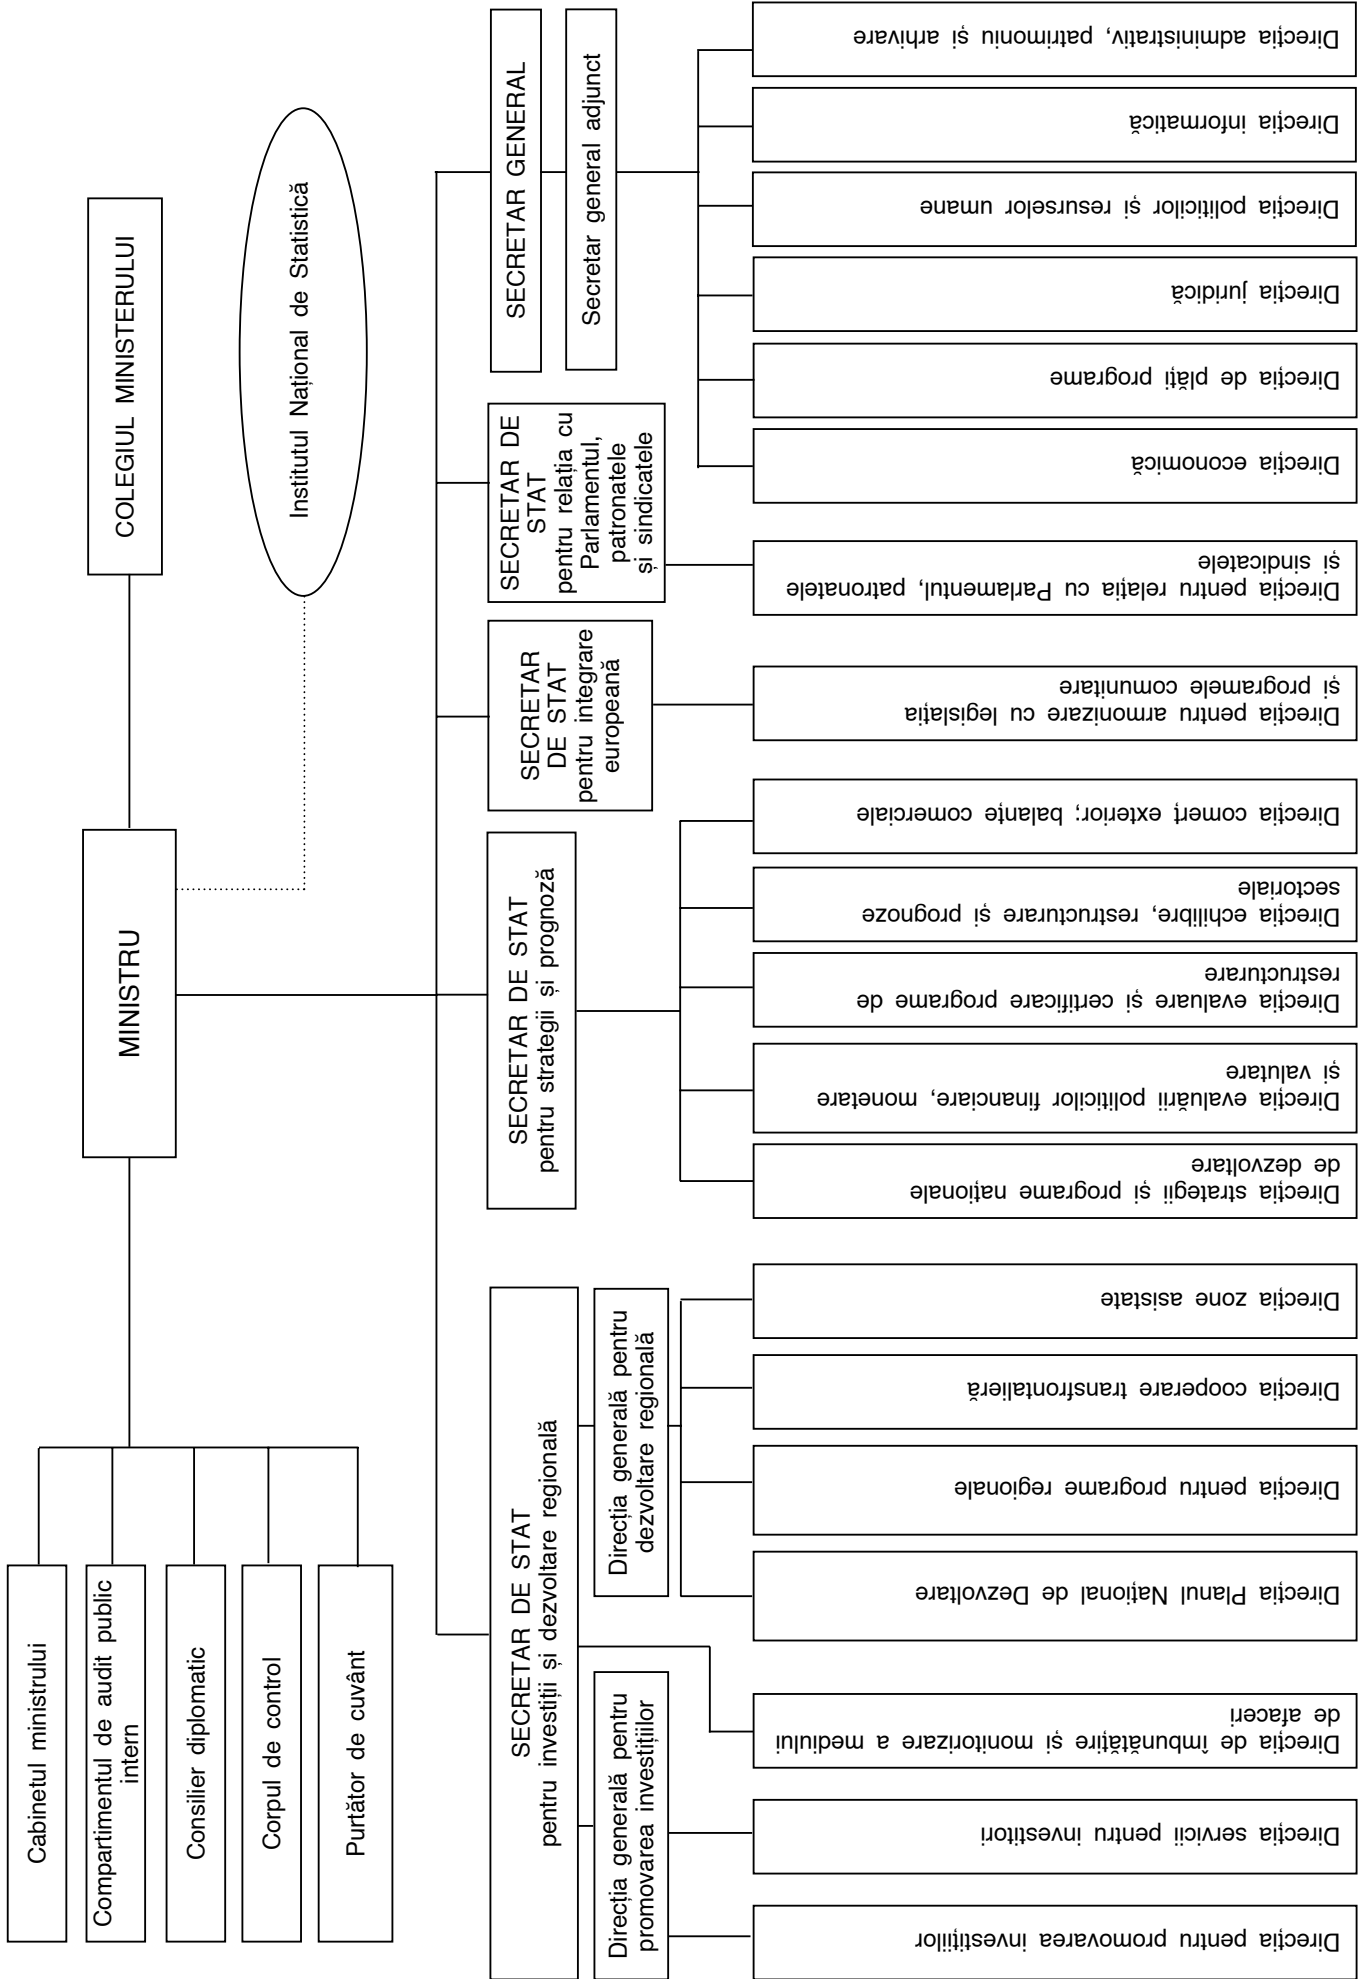 COLEGIUL MINISTERULUI
MINISTRU
Institutul Național de Statistică
Cabinetul ministrului
Compartimentul de audit public
intern
Consilier diplomatic
Corpul de control
Purtător de cuvânt
SECRETAR DE STAT
pentru investiții și dezvoltare regională
SECRETAR DE STAT
pentru strategii și prognoză
SECRETAR
DE STAT
pentru integrare
europeană
SECRETAR DE
STAT
pentru relația cu
Parlamentul,
patronatele
și sindicatele
SECRETAR GENERAL
Secretar general adjunct
Direcția generală pentru
promovarea investițiilor
Direcția generală pentru
dezvoltare regională
Direcția pentru promovarea investițiilor
Direcția servicii pentru investitori
Direcția de îmbunătățire și monitorizare a mediului
de afaceri
Direcția Planul Național de Dezvoltare
Direcția pentru programe regionale
Direcția cooperare transfrontalieră
Direcția zone asistate
Direcția strategii și programe naționale
de dezvoltare
Direcția evaluării politicilor financiare, monetare
și valutare
Direcția evaluare și certificare programe de
restructurare
Direcția echilibre, restructurare și prognoze
sectoriale
Direcția comerț exterior; balanțe comerciale
Direcția pentru armonizare cu legislația
și programele comunitare
Direcția pentru relația cu Parlamentul, patronatele
și sindicatele
Direcția economică
Direcția de plăți programe
Direcția juridică
Direcția politicilor și resurselor umane
Direcția informatică
Direcția administrativ, patrimoniu și arhivare